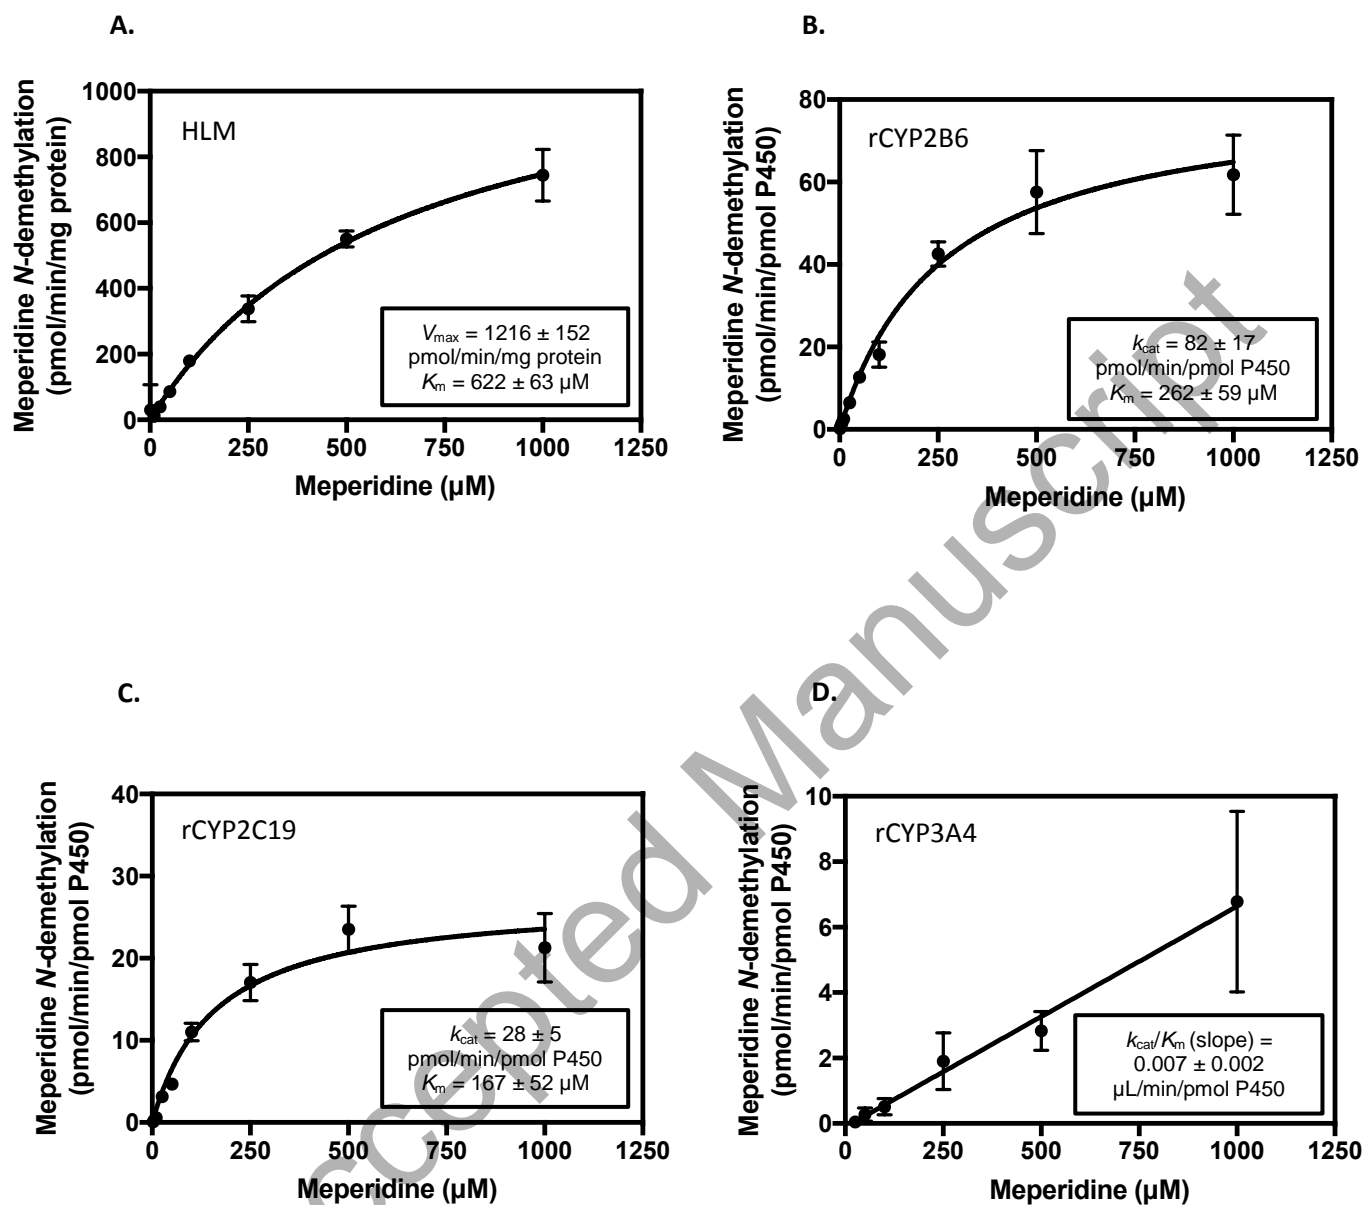 A.
Meperidine N-demethylation
(pmol/min/mg protein)
1000
800
600
400
200
0
HLM
Vmax = 1216 ± 152
pmol/min/mg protein
Km = 622 ± 63 µM
0 250 500 750 1000 1250
Meperidine (µM)
B.
Meperidine N-demethylation
(pmol/min/pmol P450)
80
60
40
20
0
rCYP2B6
kcat = 82 ± 17
pmol/min/pmol P450
Km = 262 ± 59 µM
0 250 500 750 1000 1250
Meperidine (µM)
C.
Meperidine N-demethylation
(pmol/min/pmol P450)
40
30
20
10
0
rCYP2C19
kcat = 28 ± 5
pmol/min/pmol P450
Km = 167 ± 52 µM
0 250 500 750 1000 1250
Meperidine (µM)
D.
Meperidine N-demethylation
(pmol/min/pmol P450)
10
8
6
4
2
0
rCYP3A4
kcat/Km (slope) =
0.007 ± 0.002
µL/min/pmol P450
0 250 500 750 1000 1250
Meperidine (µM)
ccepted Manuscript